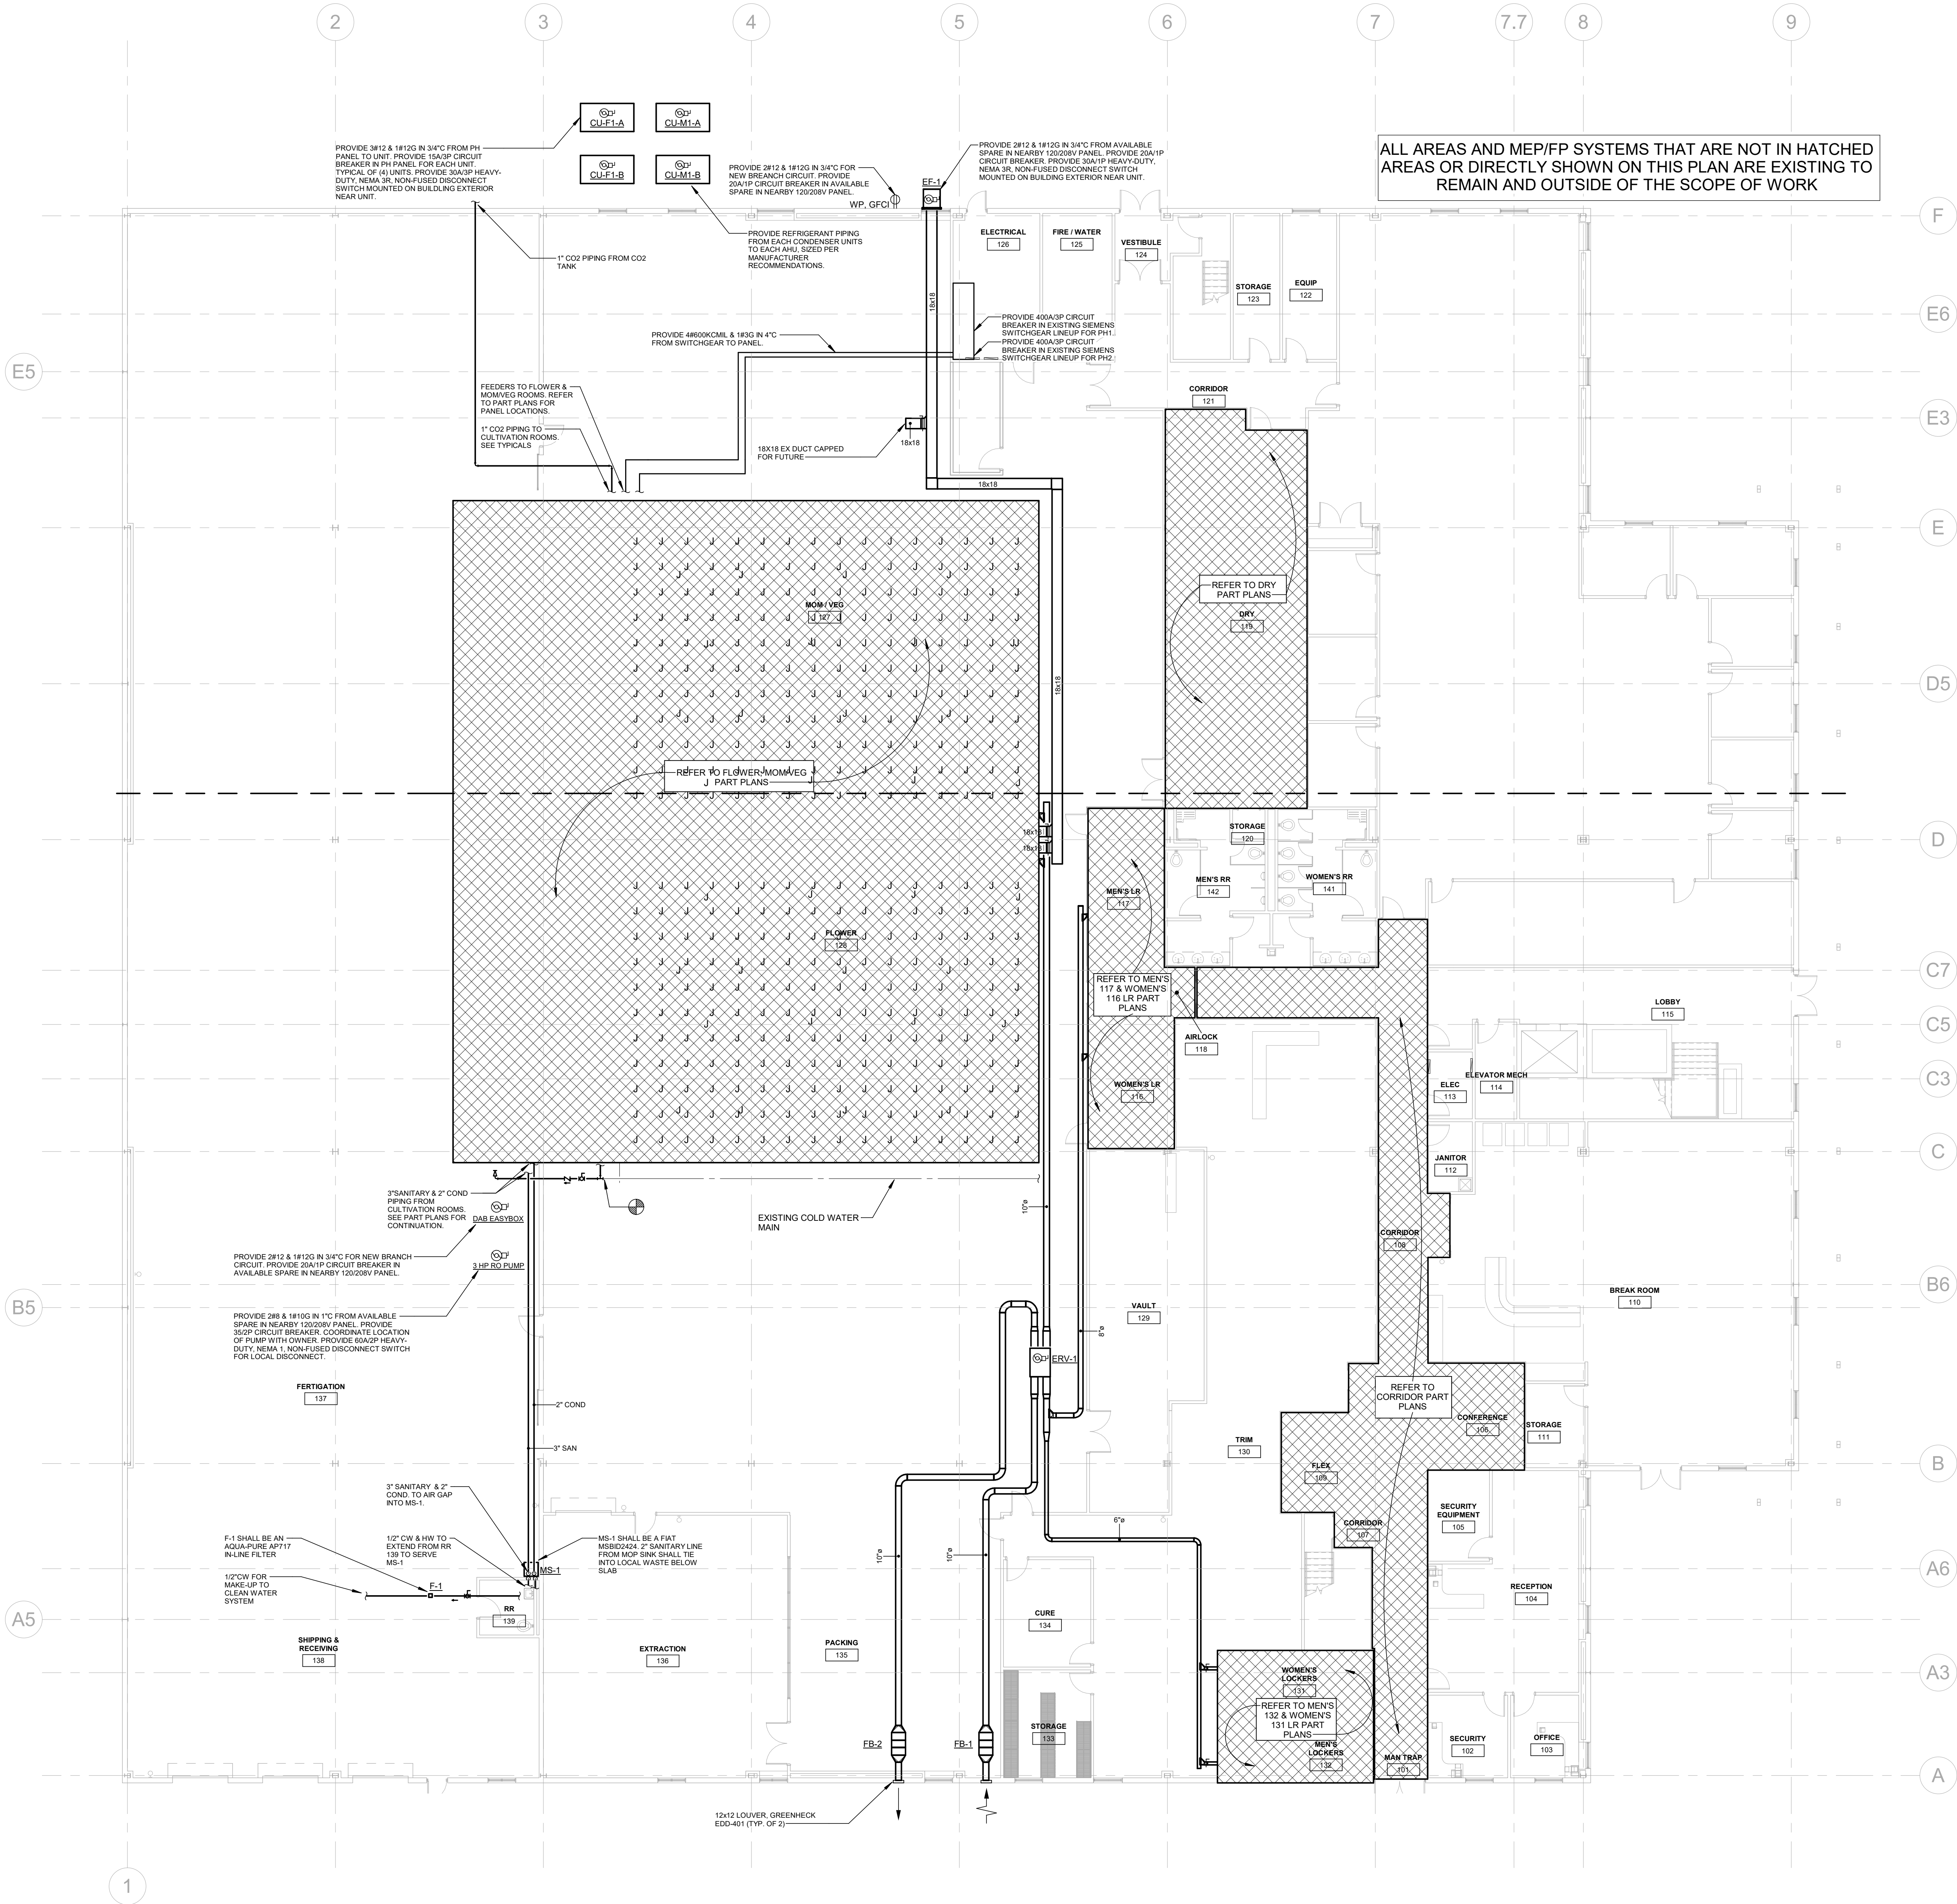 2
3
4
5
6
7
7.7
8
9
CU-F1-A
CU-M1-A
CU-F1-B
CU-M1-B
PROVIDE 3#12 & 1#12G IN 3/4"C FROM PH
PANEL TO UNIT. PROVIDE 15A/3P CIRCUIT
BREAKER IN PH PANEL FOR EACH UNIT.
TYPICAL OF (4) UNITS. PROVIDE 30A/3P HEAVY-
DUTY, NEMA 3R, NON-FUSED DISCONNECT
SWITCH MOUNTED ON BUILDLING EXTERIOR
NEAR UNIT.
PROVIDE 2#12 & 1#12G IN 3/4"C FOR
NEW BREANCH CIRCUIT. PROVIDE
20A/1P CIRCUIT BREAKER IN AVAILABLE
SPARE IN NEARBY 120/208V PANEL.
WP, GFCI
EF-1
PROVIDE 2#12 & 1#12G IN 3/4"C FROM AVAILABLE
SPARE IN NEARBY 120/208V PANEL. PROVIDE 20A/1P
CIRCUIT BREAKER. PROVIDE 30A/1P HEAVY-DUTY,
NEMA 3R, NON-FUSED DISCONNECT SWITCH
MOUNTED ON BUILDING EXTERIOR NEAR UNIT.
ALL AREAS AND MEP/FP SYSTEMS THAT ARE NOT IN HATCHED
AREAS OR DIRECTLY SHOWN ON THIS PLAN ARE EXISTING TO
REMAIN AND OUTSIDE OF THE SCOPE OF WORK
F
1" CO2 PIPING FROM CO2
TANK
PROVIDE REFRIGERANT PIPING
FROM EACH CONDENSER UNITS
TO EACH AHU, SIZED PER
MANUFACTURER
RECOMMENDATIONS.
ELECTRICAL
126
FIRE / WATER
125
VESTIBULE
124
STORAGE
123
EQUIP
122
18x18
E6
PROVIDE 400A/3P CIRCUIT
BREAKER IN EXISTING SIEMENS
SWITCHGEAR LINEUP FOR PH1.
PROVIDE 400A/3P CIRCUIT
BREAKER IN EXISTING SIEMENS
SWITCHGEAR LINEUP FOR PH2.
PROVIDE 4#600KCMIL & 1#3G IN 4"C
FROM SWITCHGEAR TO PANEL.
E5
FEEDERS TO FLOWER &
MOM/VEG ROOMS. REFER
TO PART PLANS FOR
PANEL LOCATIONS.
1" CO2 PIPING TO
CULTIVATION ROOMS.
SEE TYPICALS
CORRIDOR
121
E3
18X18 EX DUCT CAPPED
FOR FUTURE
18x18
18x18
E
MOM / VEG
127
REFER TO DRY
PART PLANS
DRY
119
18x18
D5
REFER TO FLOWER, MOM/VEG
PART PLANS
18x18
18x18
STORAGE
120
D
MEN'S LR
117
MEN'S RR
142
WOMEN'S RR
141
FLOWER
128
REFER TO MEN'S
117 & WOMEN'S
116 LR PART
PLANS
C7
LOBBY
115
C5
AIRLOCK
118
WOMEN'S LR
116
ELEC
113
ELEVATOR MECH
114
C3
C
JANITOR
112
3"SANITARY & 2" COND
PIPING FROM
CULTIVATION ROOMS.
SEE PART PLANS FOR
CONTINUATION.
DAB EASYBOX
EXISTING COLD WATER
MAIN
10"ø
CORRIDOR
108
PROVIDE 2#12 & 1#12G IN 3/4"C FOR NEW BRANCH
CIRCUIT. PROVIDE 20A/1P CIRCUIT BREAKER IN
AVAILABLE SPARE IN NEARBY 120/208V PANEL.
3 HP RO PUMP
B6
B5
PROVIDE 2#8 & 1#10G IN 1"C FROM AVAILABLE
SPARE IN NEARBY 120/208V PANEL. PROVIDE
35/2P CIRCUIT BREAKER. COORDINATE LOCATION
OF PUMP WITH OWNER. PROVIDE 60A/2P HEAVY-
DUTY, NEMA 1, NON-FUSED DISCONNECT SWITCH
FOR LOCAL DISCONNECT.
VAULT
129
8"ø
BREAK ROOM
110
ERV-1
FERTIGATION
137
2" COND
REFER TO
CORRIDOR PART
PLANS
CONFERENCE
106
STORAGE
111
3" SAN
TRIM
130
B
FLEX
109
3" SANITARY & 2"
COND. TO AIR GAP
INTO MS-1.
SECURITY
EQUIPMENT
105
CORRIDOR
107
F-1 SHALL BE AN
AQUA-PURE AP717
IN-LINE FILTER
1/2" CW & HW TO
EXTEND FROM RR
139 TO SERVE
MS-1
MS-1 SHALL BE A FIAT
MSBID2424. 2" SANITARY LINE
FROM MOP SINK SHALL TIE
INTO LOCAL WASTE BELOW
SLAB
10"ø
10"ø
6"ø
MS-1
1/2"CW FOR
MAKE-UP TO
CLEAN WATER
SYSTEM
F-1
A6
RECEPTION
104
A5
RR
139
CURE
134
SHIPPING &
RECEIVING
138
EXTRACTION
136
PACKING
135
A3
WOMEN'S
LOCKERS
131
REFER TO MEN'S
132 & WOMEN'S
131 LR PART
PLANS
MEN'S
LOCKERS
132
STORAGE
133
FB-2
FB-1
SECURITY
102
OFFICE
103
MAN TRAP
101
A
12x12 LOUVER, GREENHECK
EDD-401 (TYP. OF 2)
1